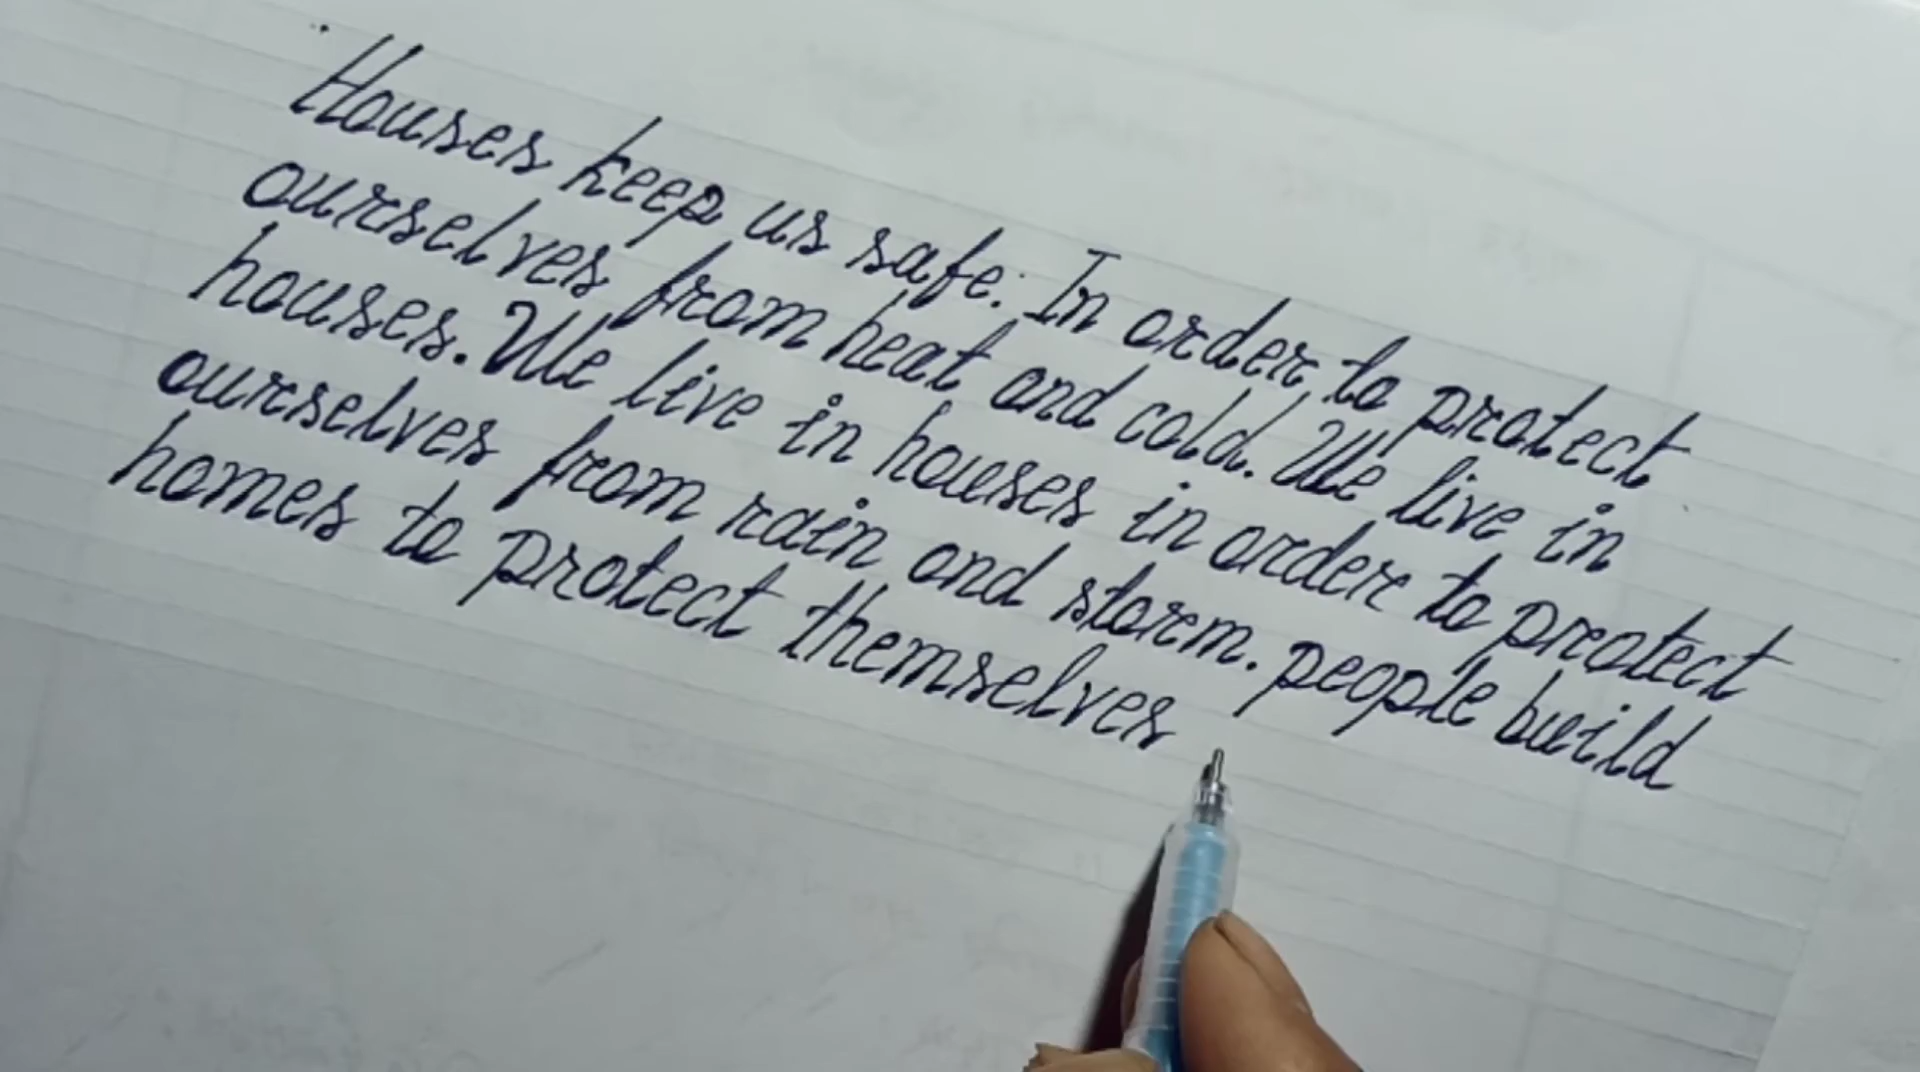 Houses keep us safe. In order to protect
ourselves from heat and cold. We live in
houses. We live in houses in order to protect
ourselves from rain and storm. people build
homes to protect themselves